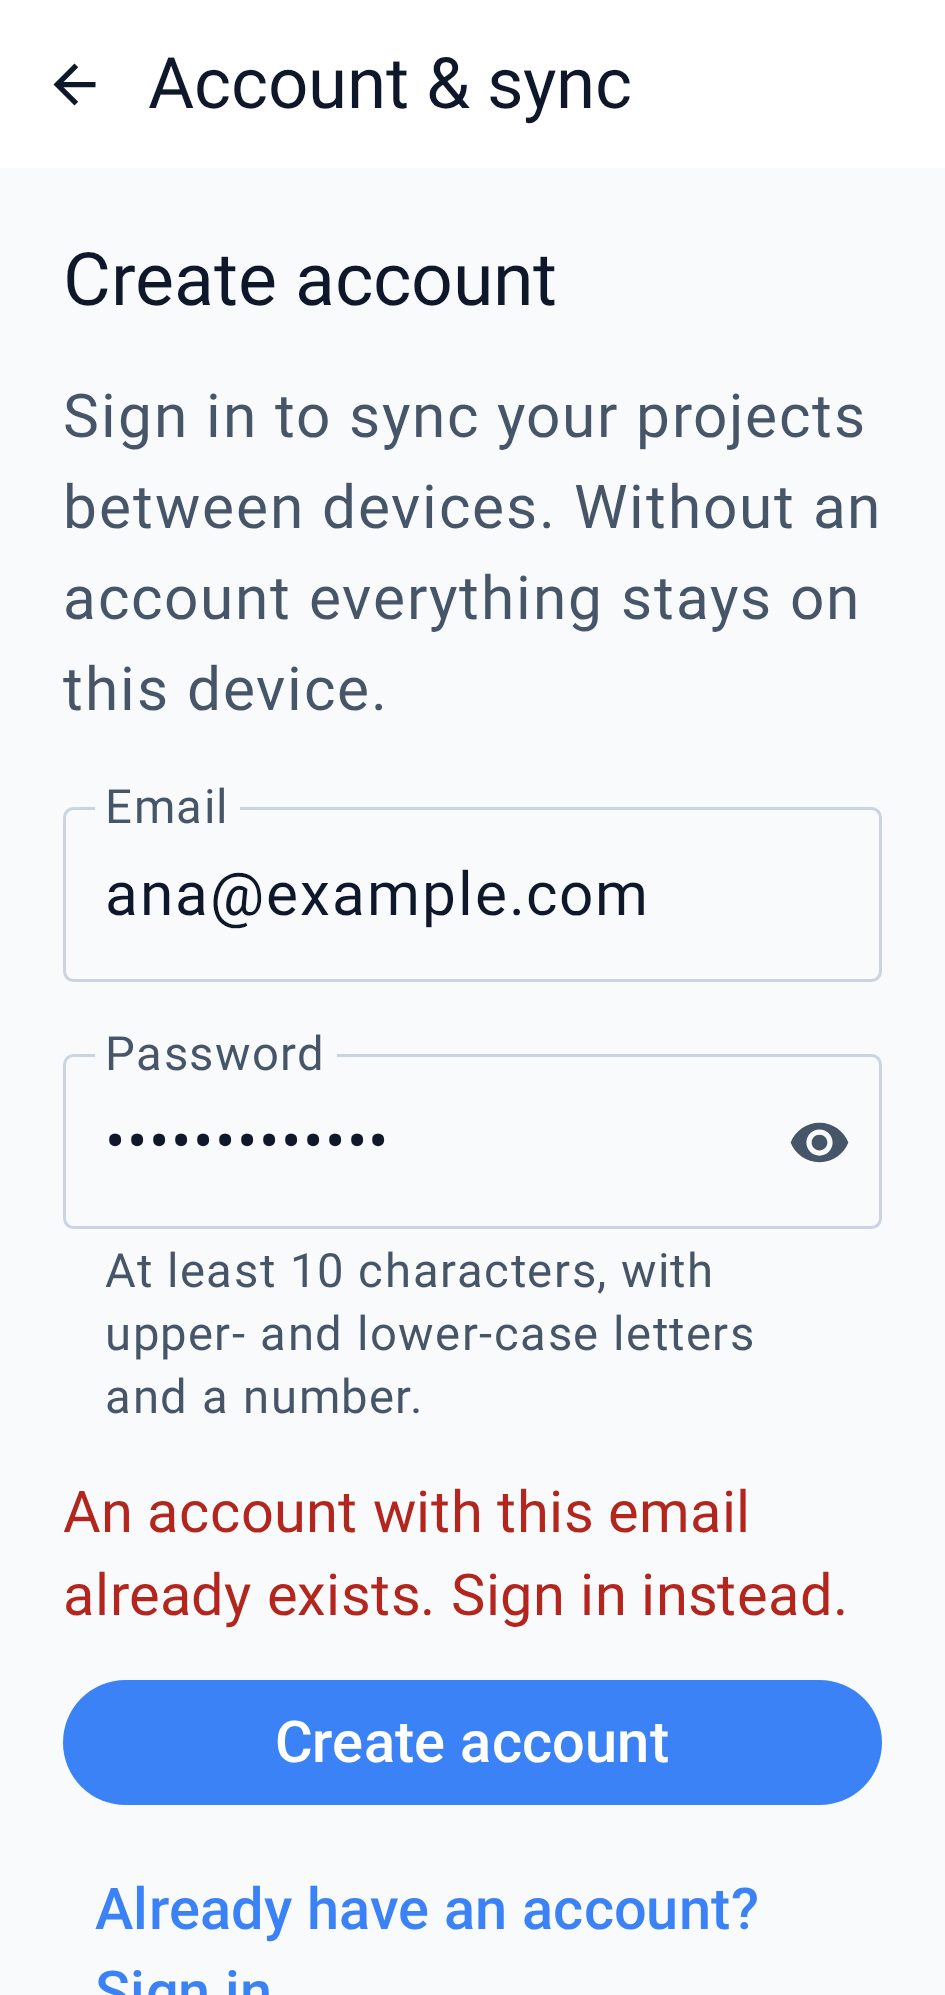 Account & sync
Create account
Sign in to sync your projects
between devices. Without an
account everything stays on
this device.
Email
ana@example.com
Password
•••••••••••••
At least 10 characters, with
upper- and lower-case letters
and a number.
An account with this email
already exists. Sign in instead.
Create account
Already have an account?
Sign in